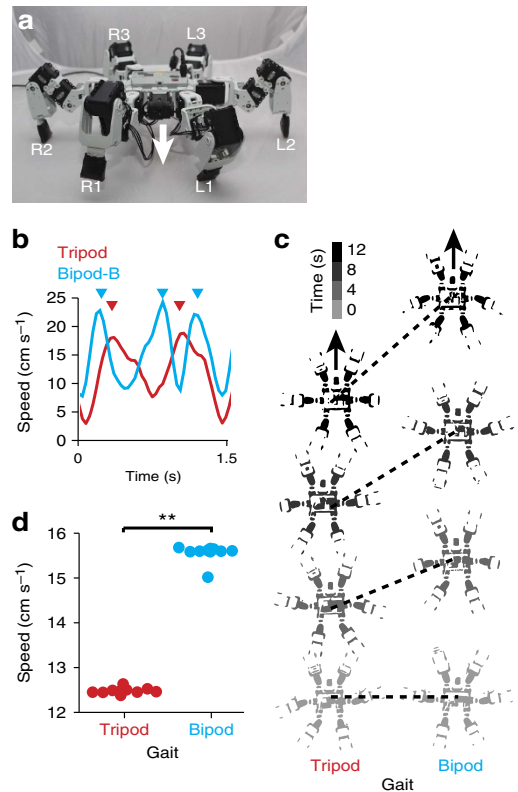 a
R3
L3
R2
L2
R1
L1
b
Tripod
Bipod-B
25
20
15
10
5
0
Speed (cm s⁻¹)
0
1.5
Time (s)
c
Time (s)
12
8
4
0
Tripod
Bipod
Gait
d
**
16
15
14
13
12
Speed (cm s⁻¹)
Tripod
Bipod
Gait